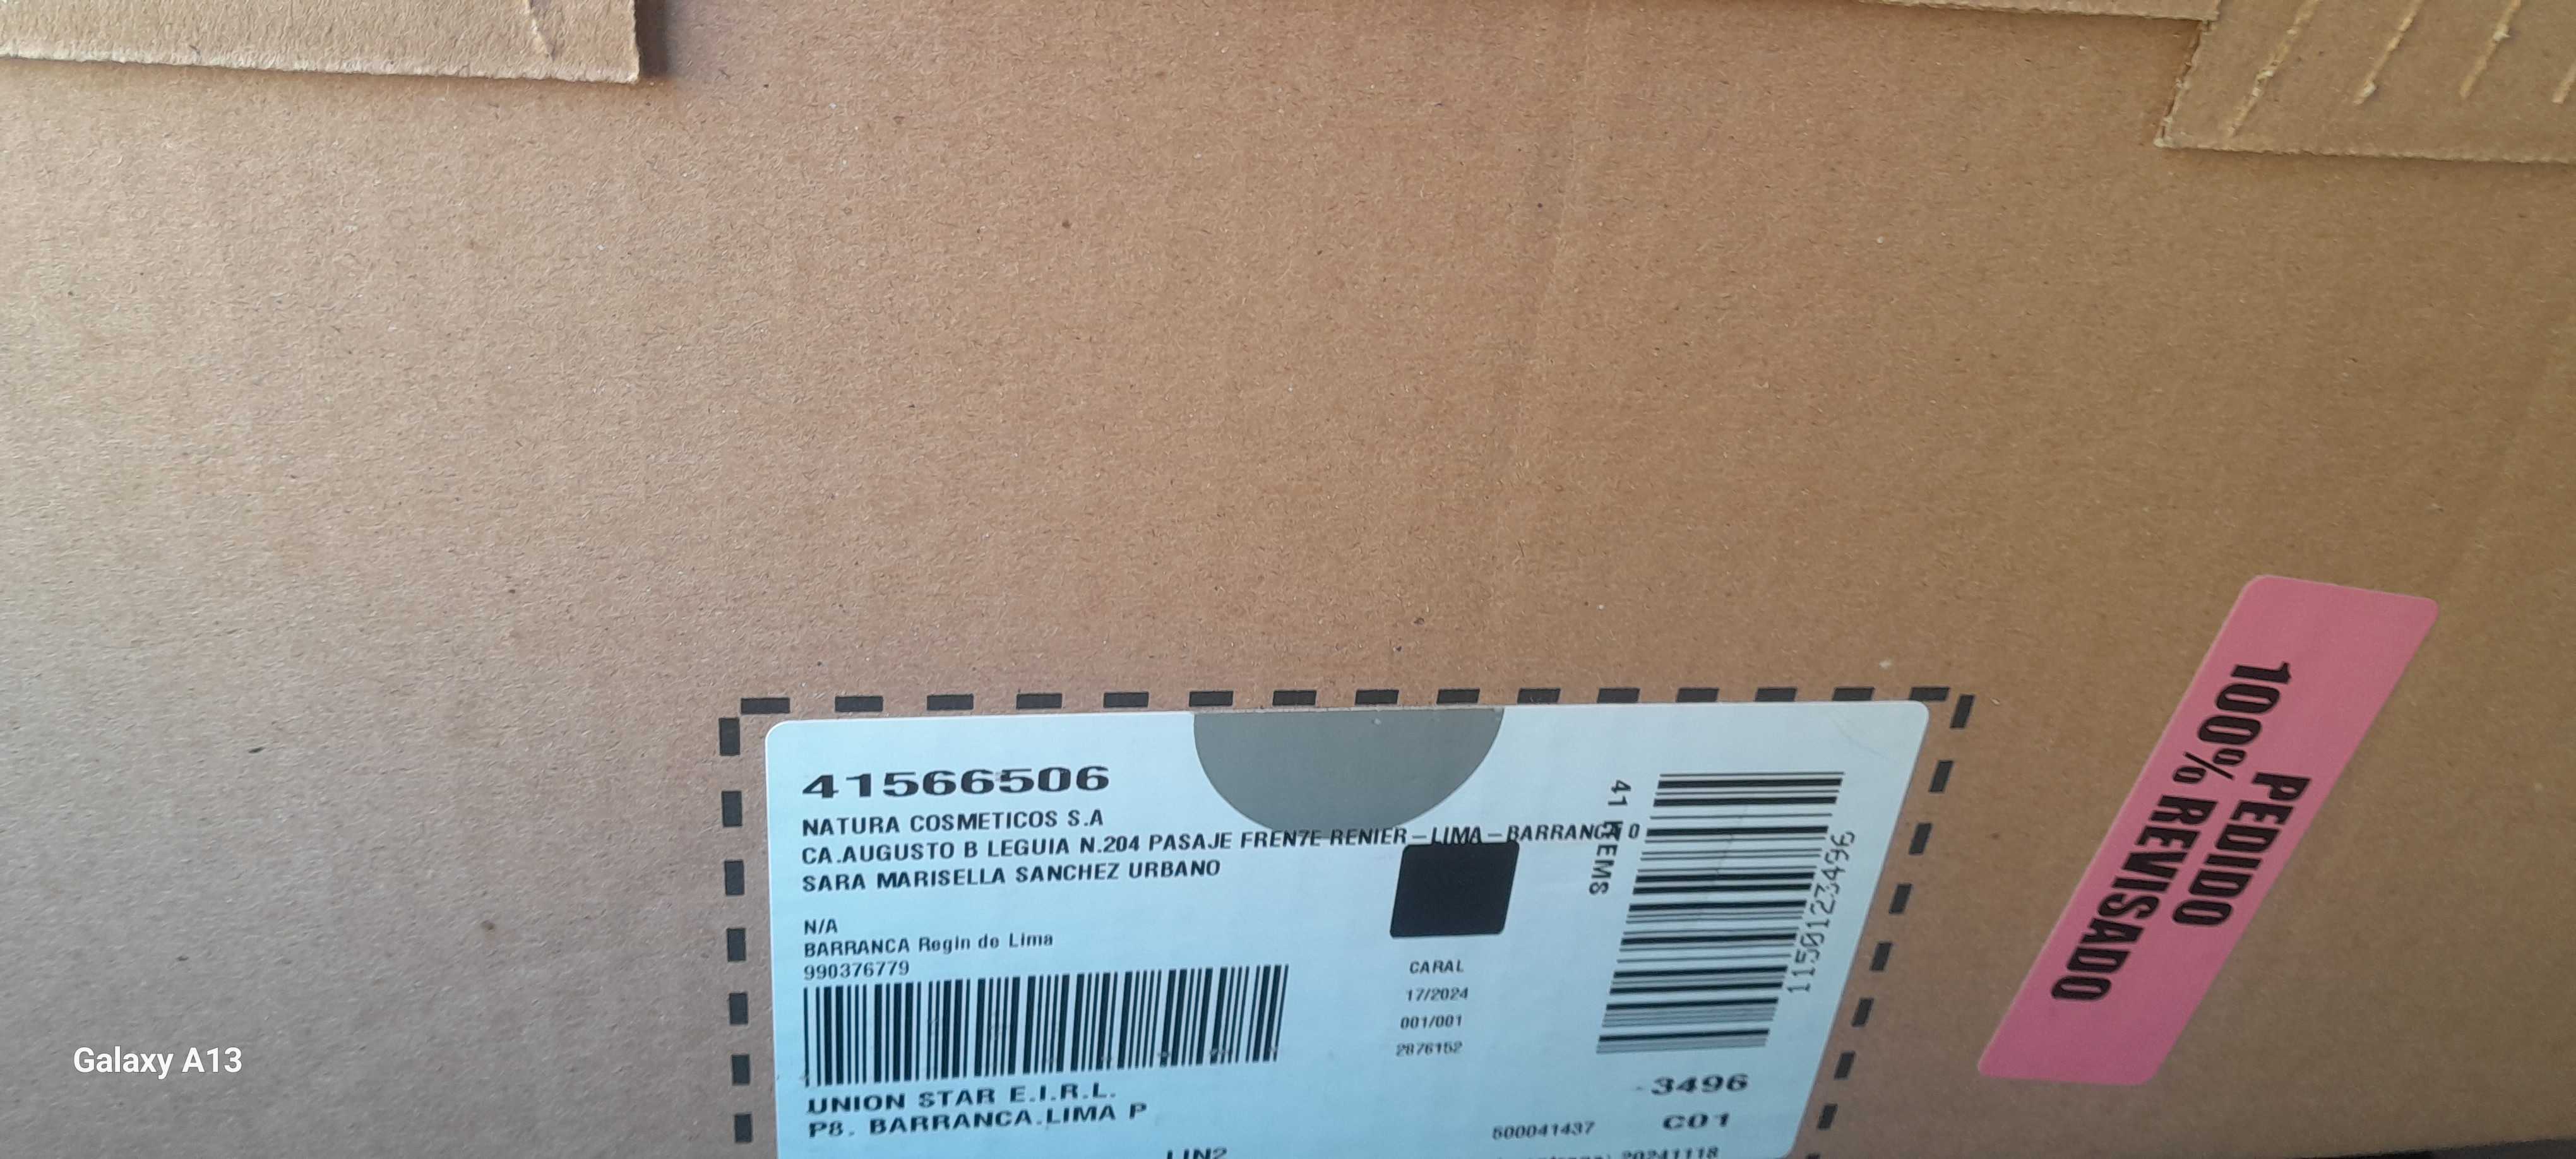 41566506
NATURA COSMETICOS S.A
CA.AUGUSTO B LEGUIA N.204 PASAJE FRENTE RENIER-LIMA-BARRANCA 0
SARA MARISELLA SANCHEZ URBANO
N/A
BARRANCA Regin de Lima
990376779
UNION STAR E.I.R.L.
P8. BARRANCA.LIMA P
LIN2
41 ITEMS
CARAL
17/2024
001/001
2876152
1150123496
-3496
500041437
C01
20241118
PEDIDO
100% REVISADO
Galaxy A13